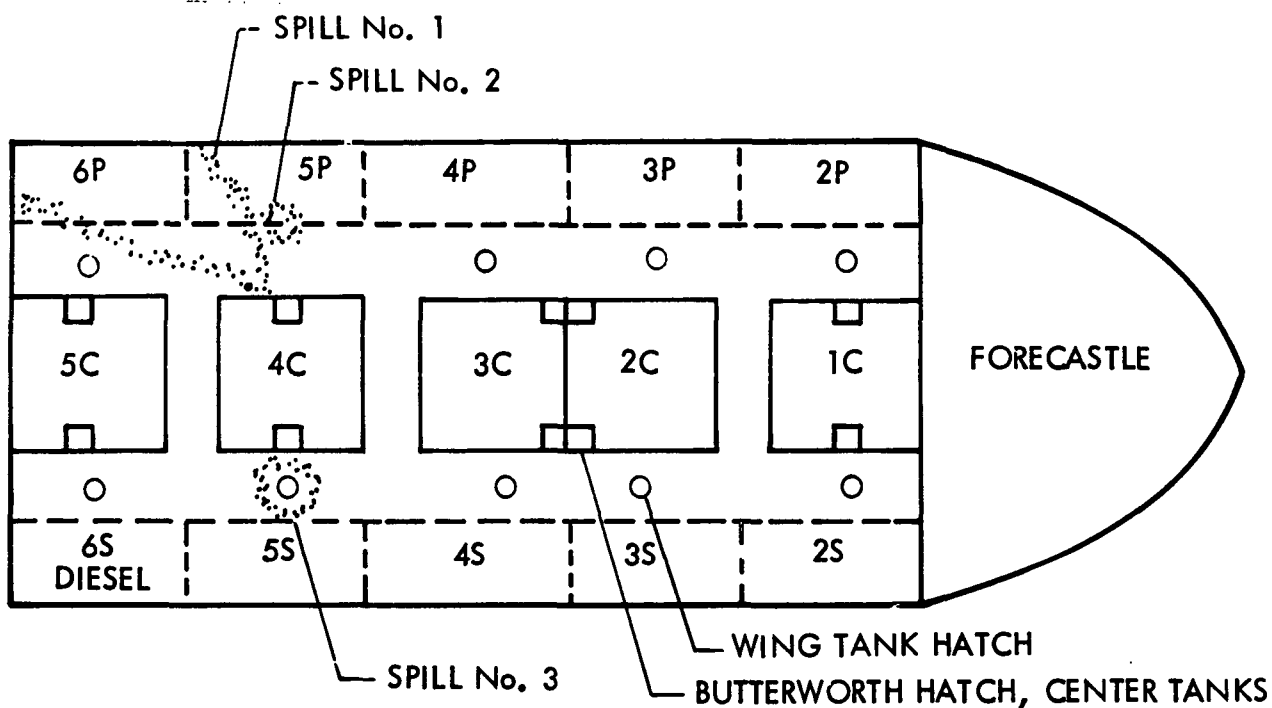 SPILL No. 1
SPILL No. 2
6P 5P 4P 3P 2P
5C 4C 3C 2C 1C FORECASTLE
6S 5S 4S 3S 2S
DIESEL
WING TANK HATCH
SPILL No. 3
BUTTERWORTH HATCH, CENTER TANKS